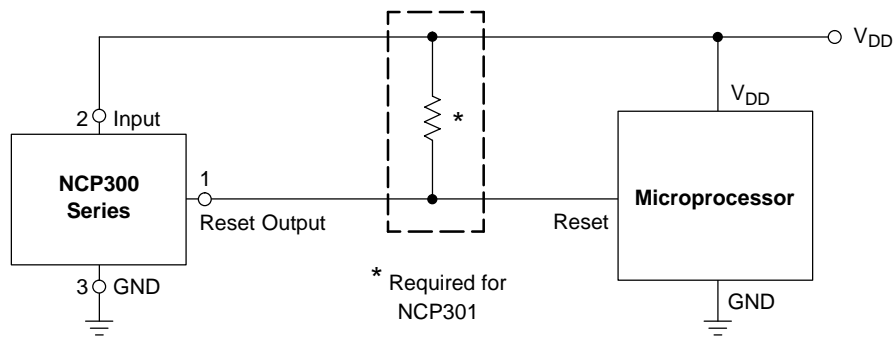 V_DD
V_DD
2 Input
*
NCP300
Series
1
Microprocessor
Reset Output
Reset
* Required for
NCP301
3 GND
GND